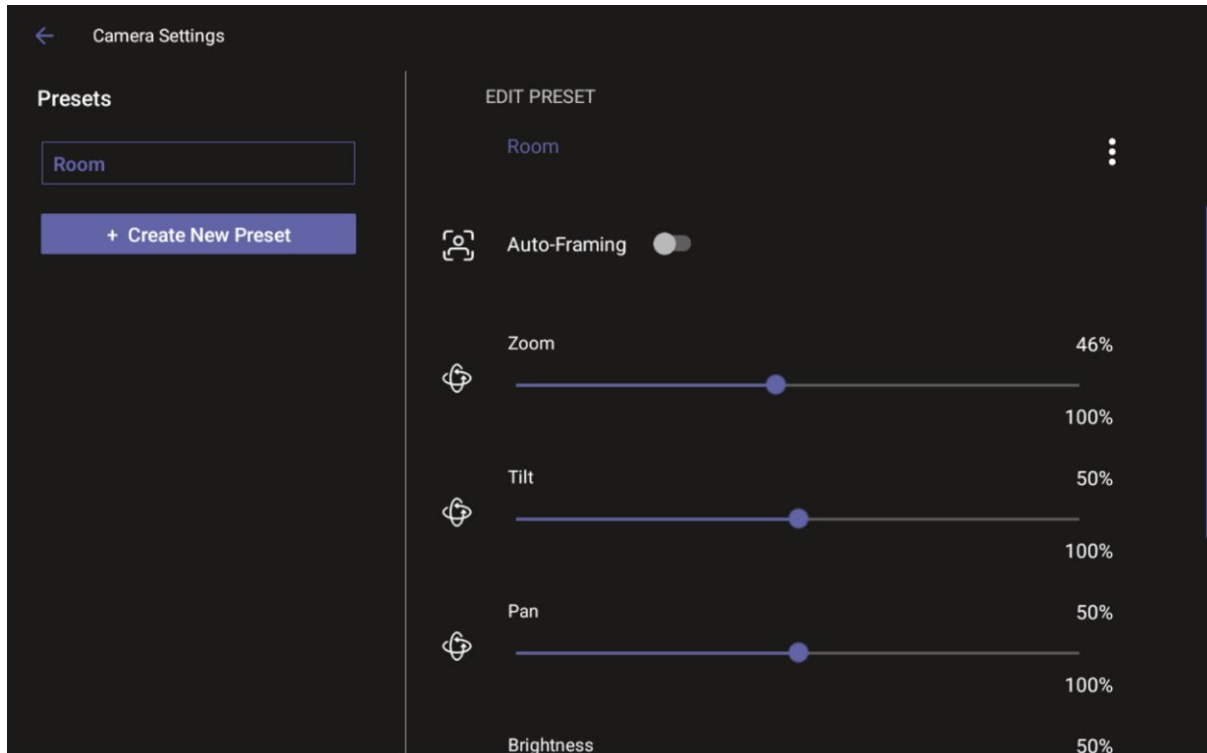 Camera Settings
Presets
Room
+ Create New Preset
EDIT PRESET
Room
Auto-Framing
Zoom
46%
100%
Tilt
50%
100%
Pan
50%
100%
Brightness
50%